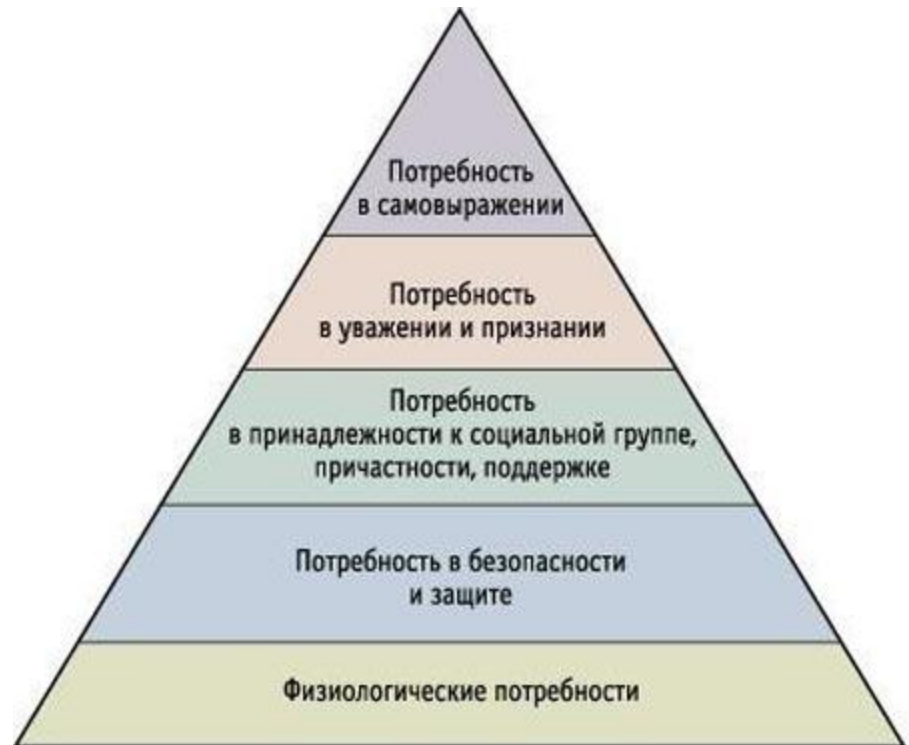 Потребность
в самовыражении
Потребность
в уважении и признании
Потребность
в принадлежности к социальной группе,
причастности, поддержке
Потребность в безопасности
и защите
Физиологические потребности